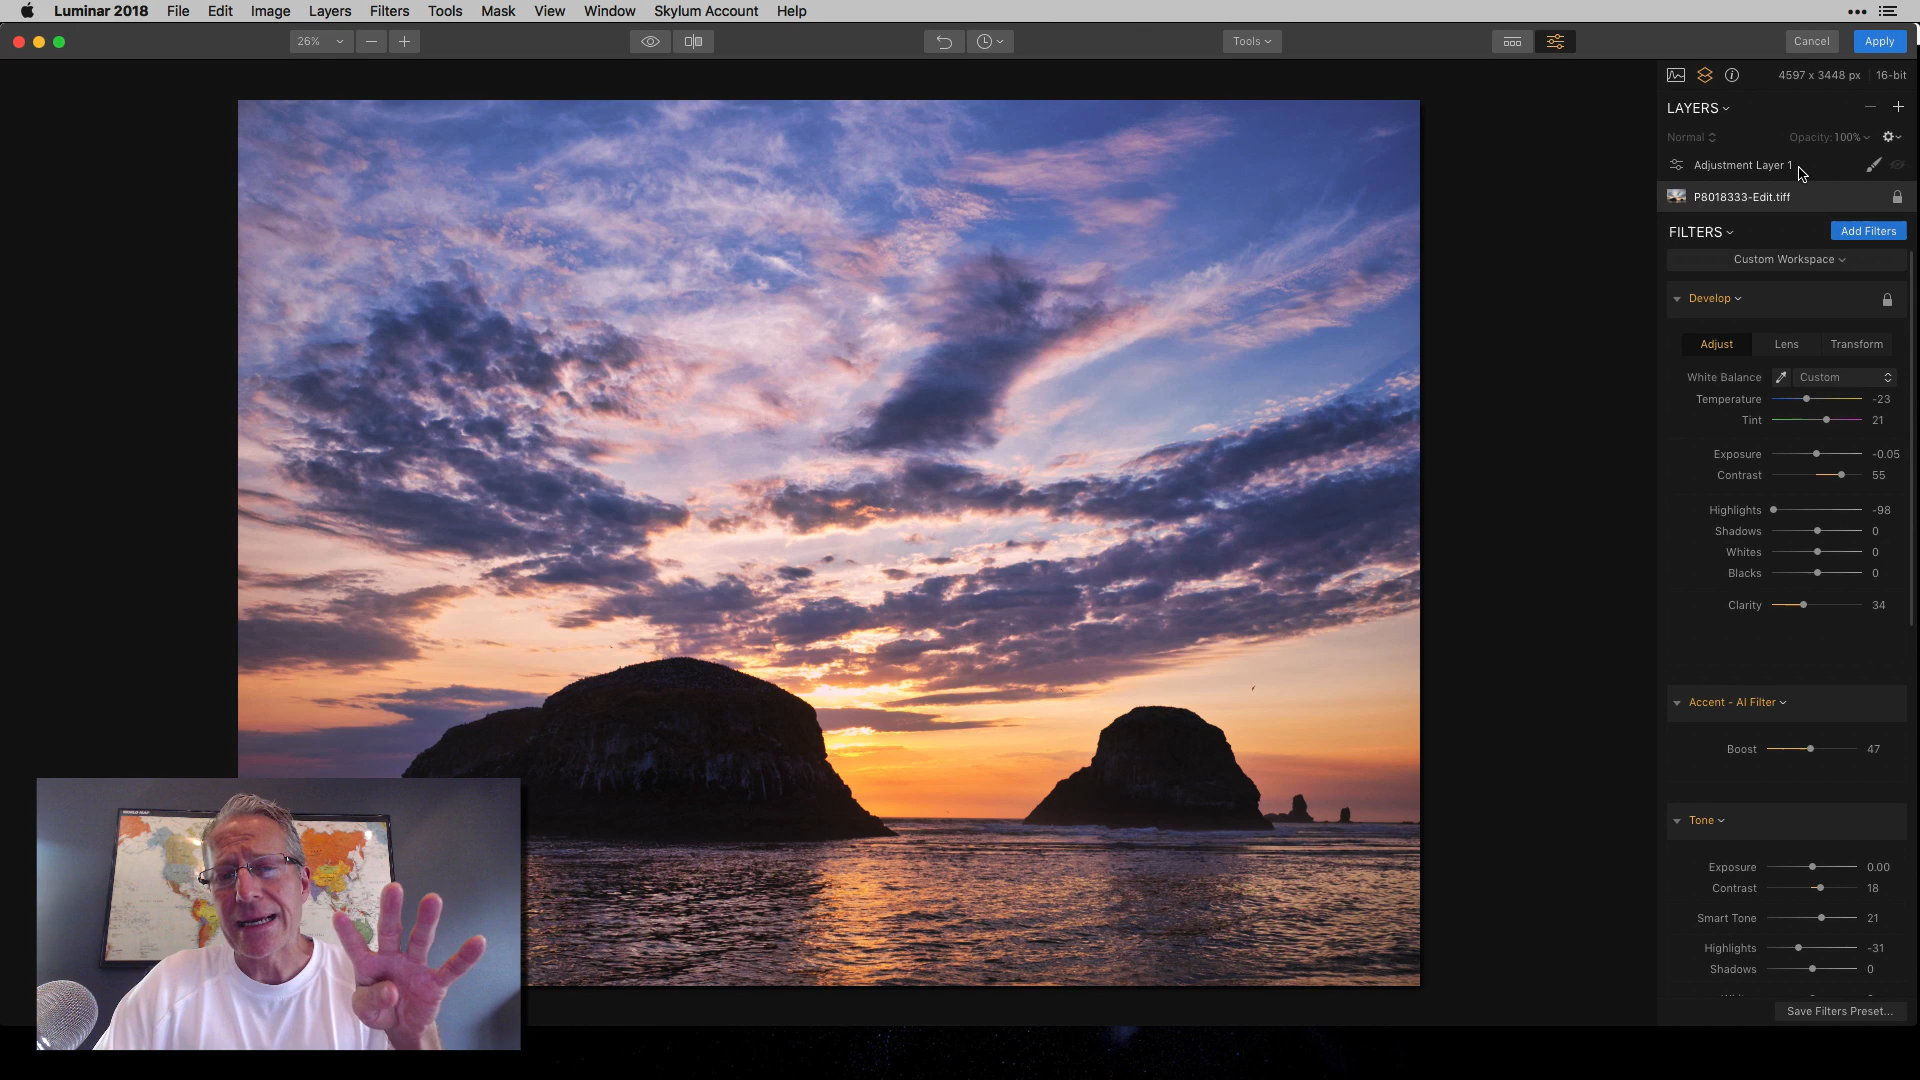 Luminar 2018 File Edit Image Layers Filters Tools Mask View Window Skylum Account Help
26% Tools Cancel Apply
4597 x 3448 px 16-bit
LAYERS
Normal Opacity: 100%
Adjustment Layer 1
P8018333-Edit.tiff
FILTERS Add Filters
Custom Workspace
Develop
Adjust Lens Transform
White Balance Custom
Temperature -23
Tint 21
Exposure -0.05
Contrast 55
Highlights -98
Shadows 0
Whites 0
Blacks 0
Clarity 34
Accent - AI Filter
Boost 47
Tone
Exposure 0.00
Contrast 18
Smart Tone 21
Highlights -31
Shadows 0
Save Filters Preset...
WORLD MAP